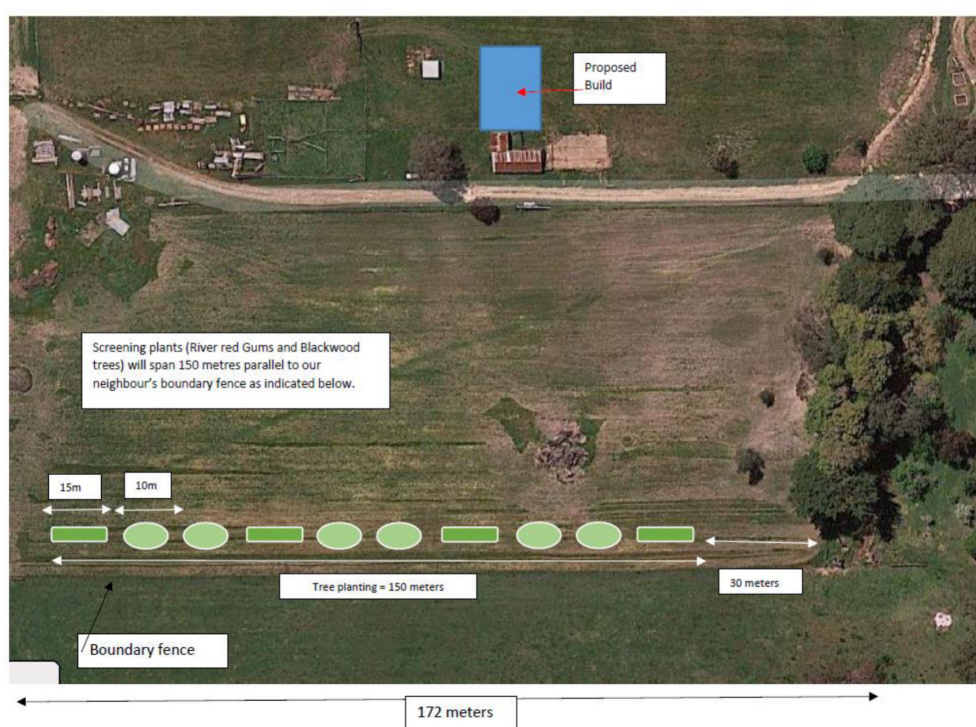 Proposed
Build
Screening plants (River red Gums and Blackwood
trees) will span 150 metres parallel to our
neighbour's boundary fence as indicated below.
15m
10m
Tree planting = 150 meters
30 meters
Boundary fence
172 meters